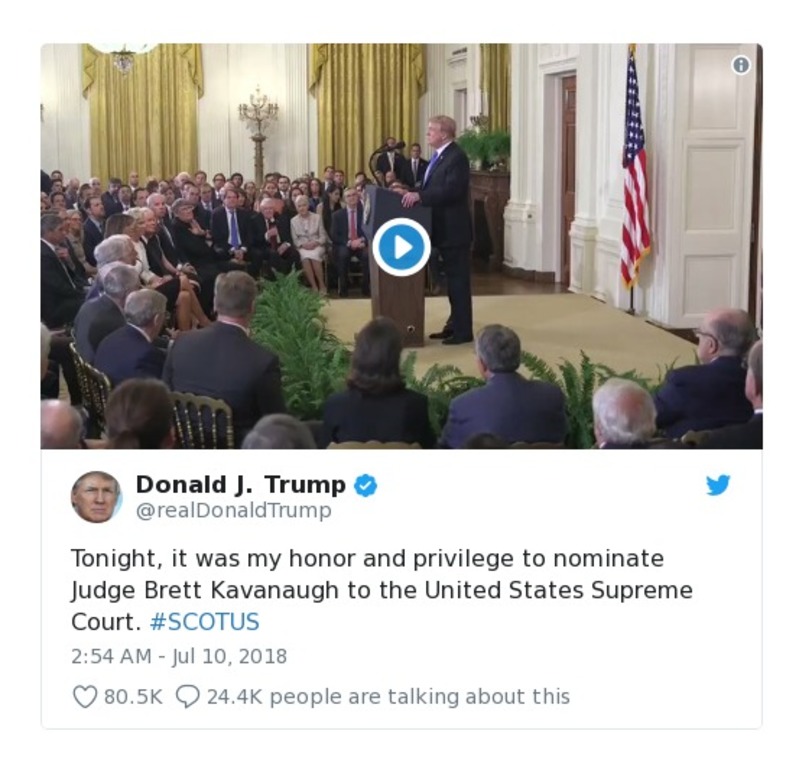 Donald J. Trump
@realDonaldTrump
Tonight, it was my honor and privilege to nominate
Judge Brett Kavanaugh to the United States Supreme
Court. #SCOTUS
2:54 AM - Jul 10, 2018
80.5K 24.4K people are talking about this